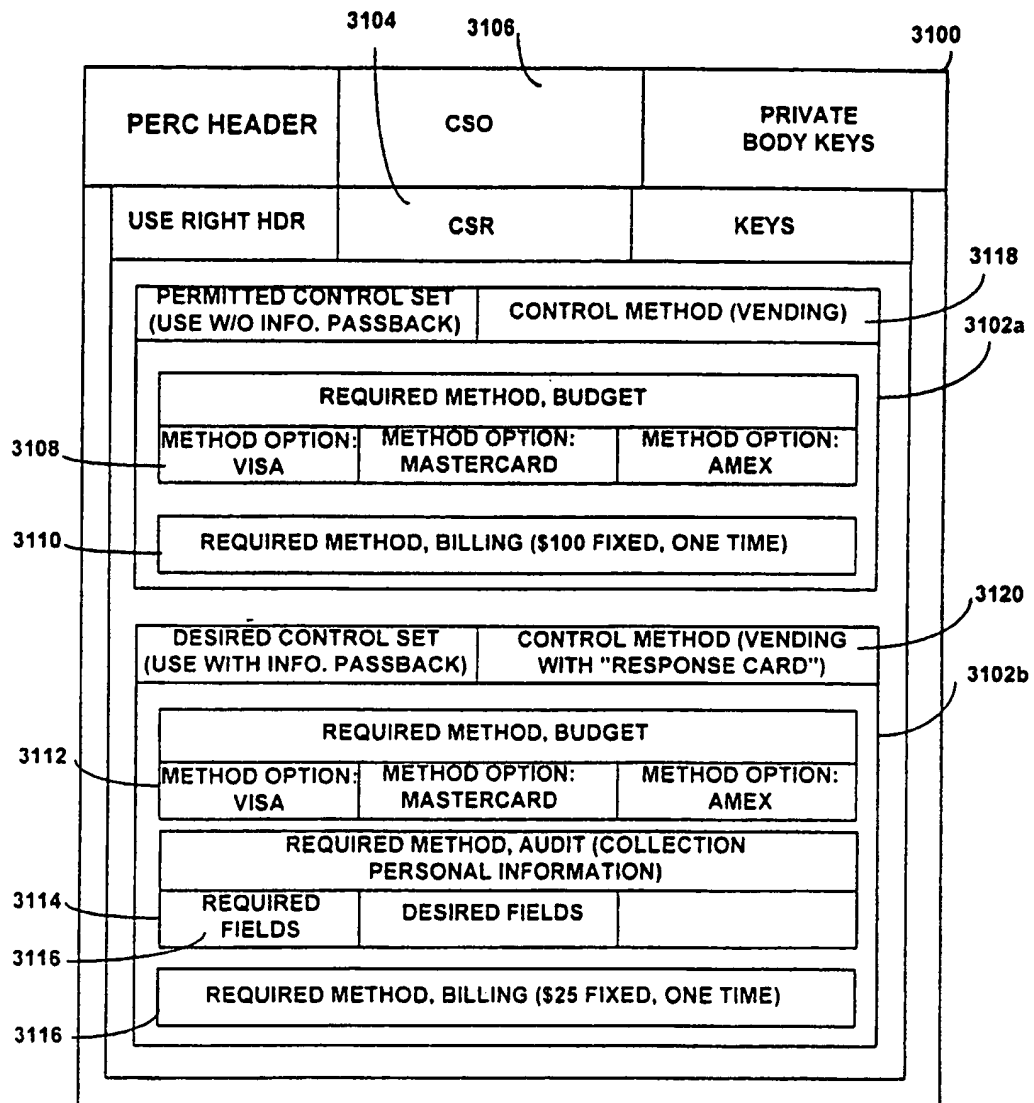 3104
3106
3100
PERC HEADER
CSO
PRIVATE
BODY KEYS
USE RIGHT HDR
CSR
KEYS
3118
PERMITTED CONTROL SET
(USE W/O INFO. PASSBACK)
CONTROL METHOD (VENDING)
3102a
REQUIRED METHOD, BUDGET
3108
METHOD OPTION:
VISA
METHOD OPTION:
MASTERCARD
METHOD OPTION:
AMEX
3110
REQUIRED METHOD, BILLING ($100 FIXED, ONE TIME)
3120
DESIRED CONTROL SET
(USE WITH INFO. PASSBACK)
CONTROL METHOD (VENDING
WITH "RESPONSE CARD")
3102b
REQUIRED METHOD, BUDGET
3112
METHOD OPTION:
VISA
METHOD OPTION:
MASTERCARD
METHOD OPTION:
AMEX
REQUIRED METHOD, AUDIT (COLLECTION
PERSONAL INFORMATION)
3114
REQUIRED
FIELDS
DESIRED FIELDS
3116
REQUIRED METHOD, BILLING ($25 FIXED, ONE TIME)
3116